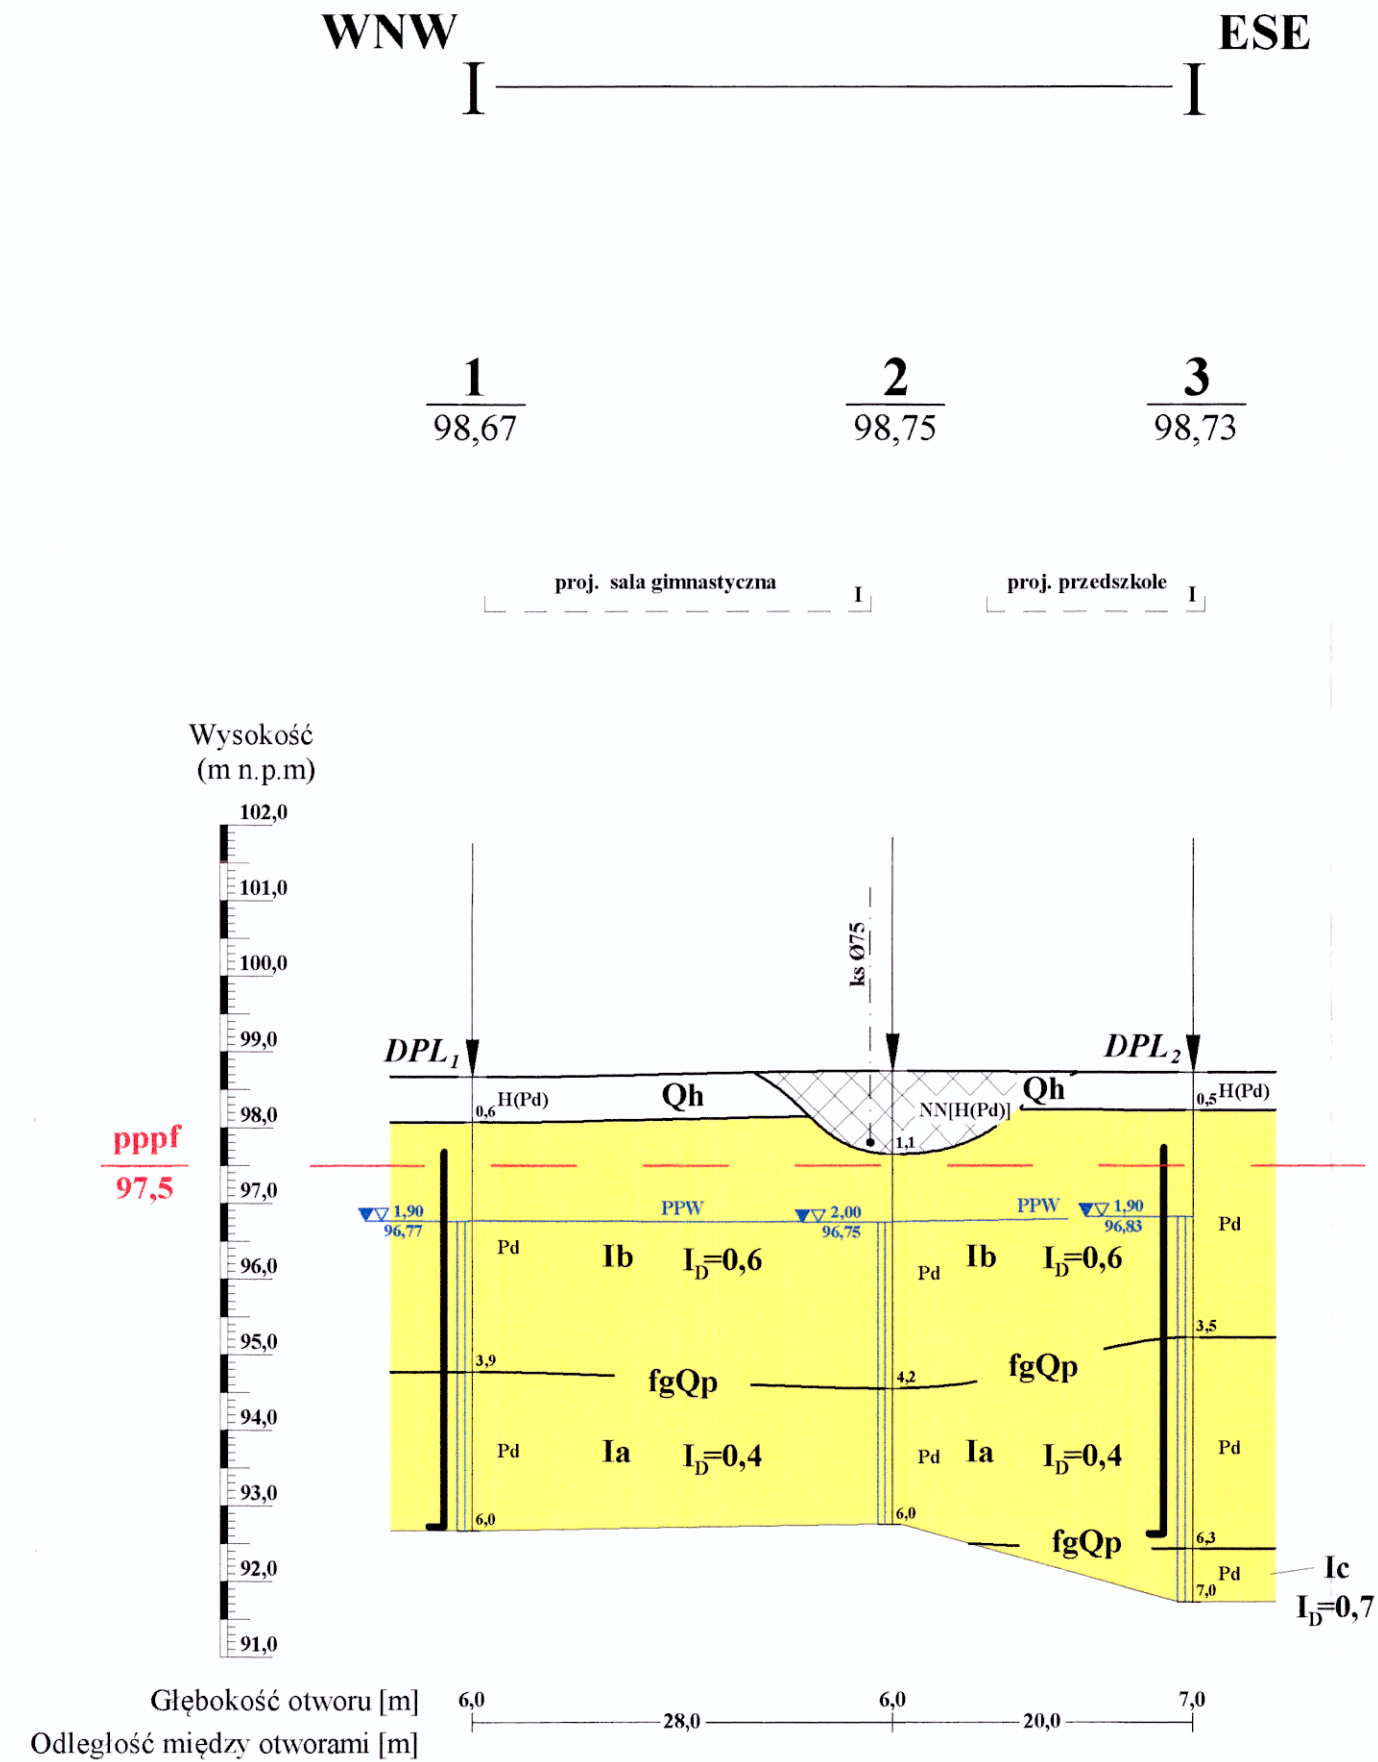 WNW ESE
I I
1 2 3
98,67 98,75 98,73
proj. sala gimnastyczna I proj. przedszkole I
Wysokość
(m n.p.m)
102,0
101,0
100,0
ks Ø75
99,0
DPL1 DPL2
98,0
0,6 H(Pd) Qh NN[H(Pd)] Qh 0,5 H(Pd)
1,1
pppf
97,5
97,0
1,90 PPW 2,00 PPW 1,90
96,77 96,75 96,83
Pd Pd Pd
96,0
Ib ID=0,6 Ib ID=0,6
95,0
3,5
3,9 fgQp 4,2 fgQp
94,0
Pd Ia ID=0,4 Pd Ia ID=0,4 Pd
93,0
6,0 6,0 6,3
fgQp
92,0
Pd Ic
7,0 ID=0,7
91,0
Głębokość otworu [m] 6,0 6,0 7,0
28,0 20,0
Odległość między otworami [m]